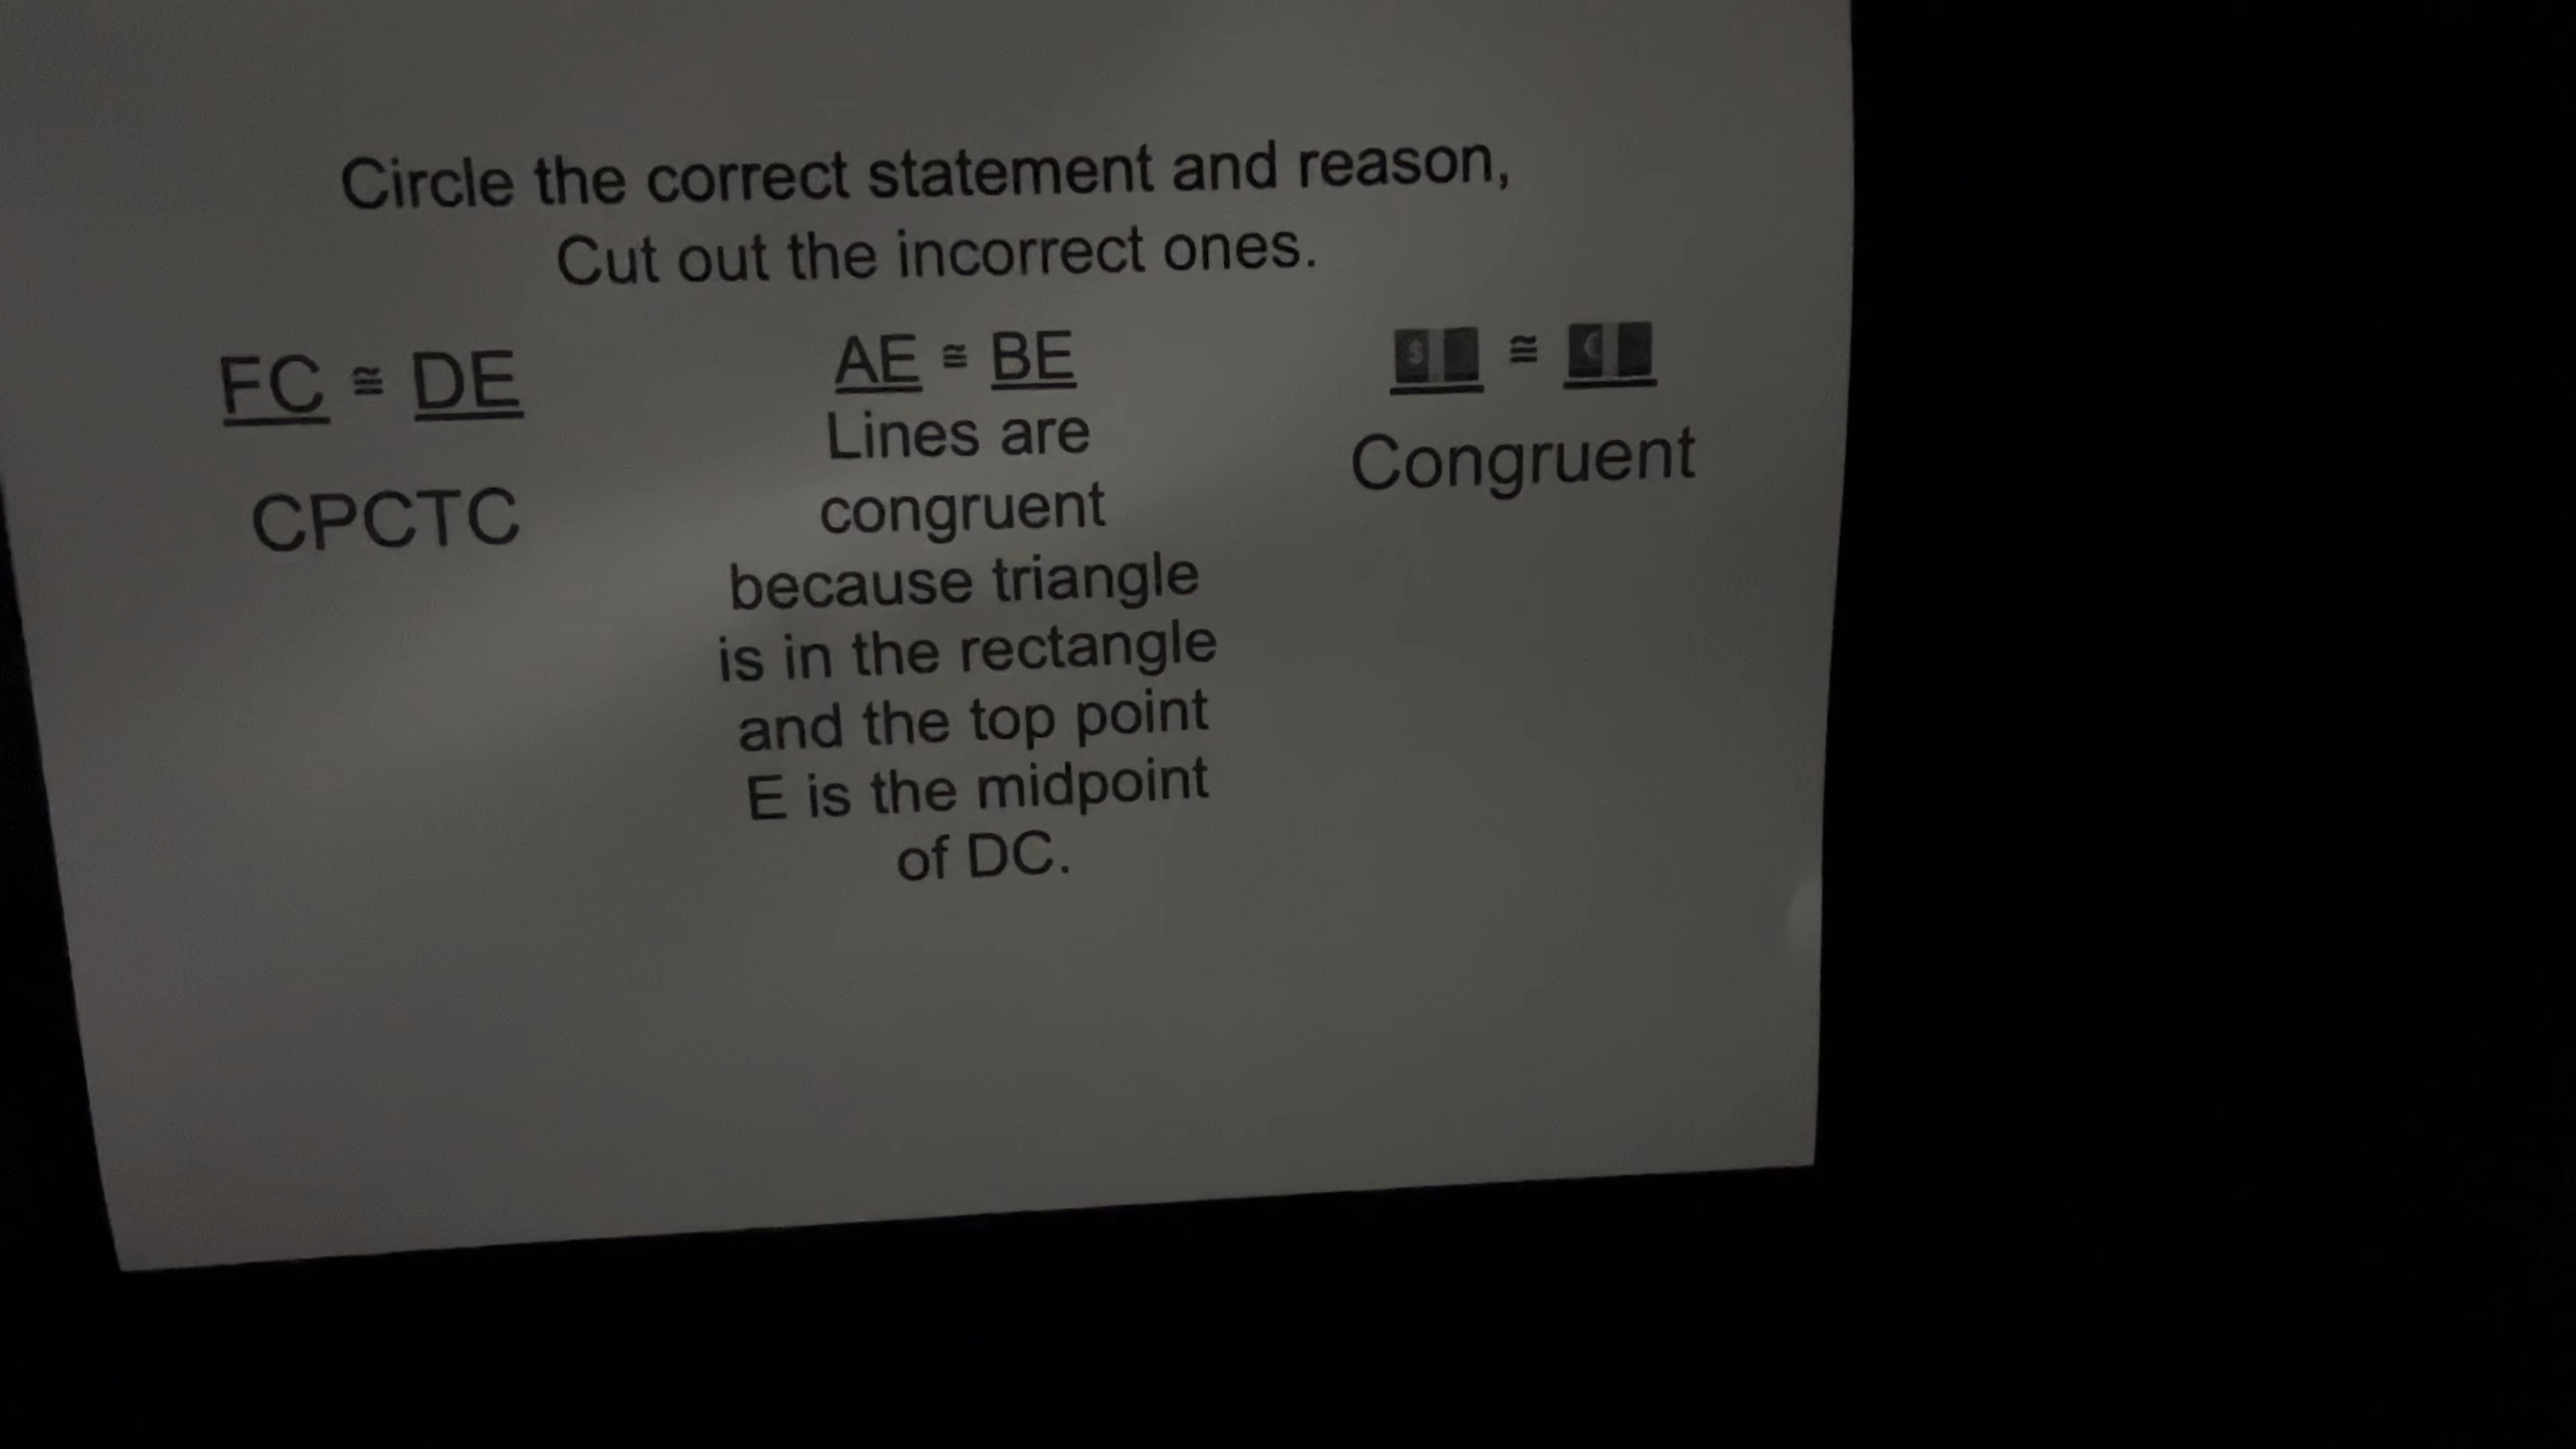 Circle the correct statement and reason,
Cut out the incorrect ones.
FC ≅ DE
CPCTC
AE ≅ BE
Lines are
congruent
because triangle
is in the rectangle
and the top point
E is the midpoint
of DC.
≅
Congruent